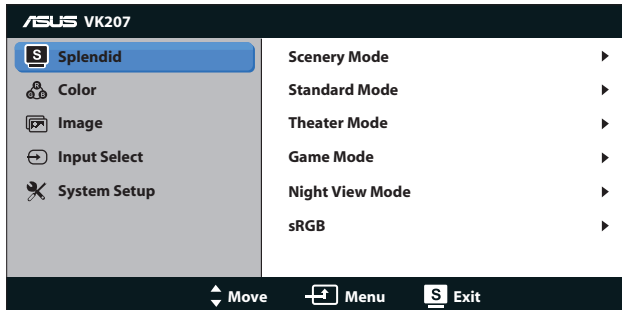 ASUS VK207
S Splendid
Color
Image
Input Select
System Setup
Scenery Mode
Standard Mode
Theater Mode
Game Mode
Night View Mode
sRGB
Move Menu S Exit